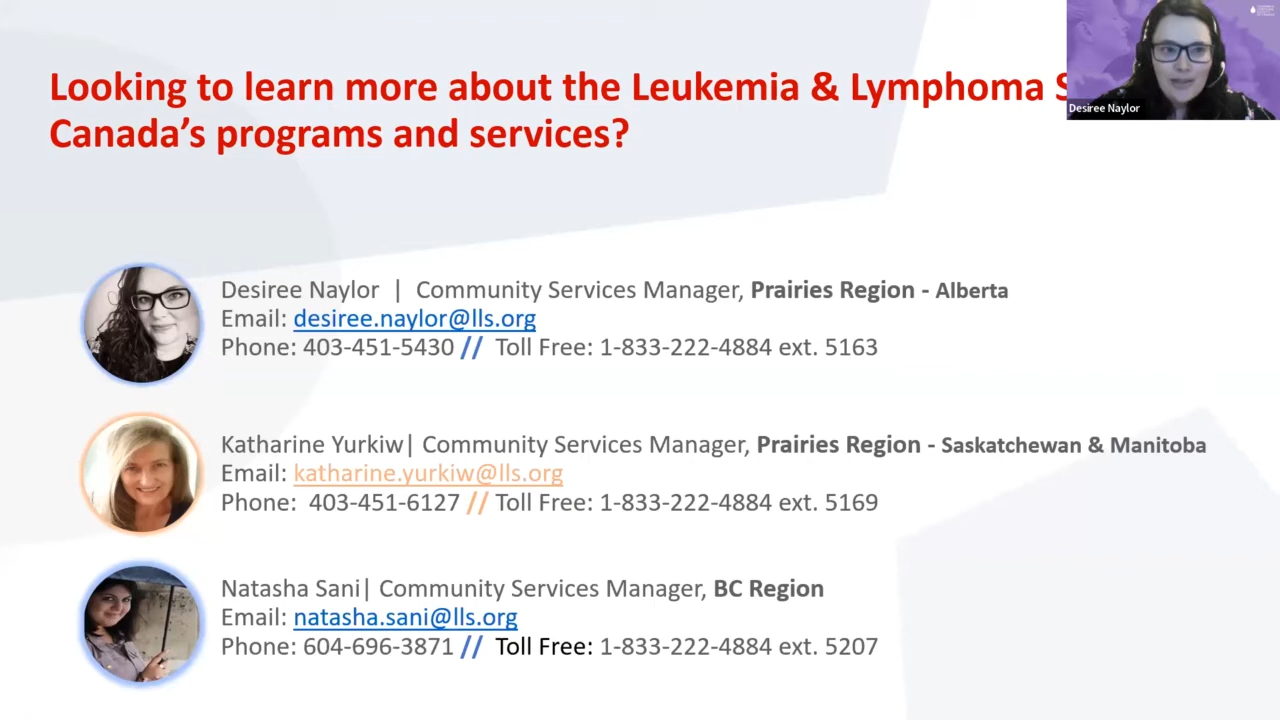 Looking to learn more about the Leukemia & Lymphoma S
Canada's programs and services?
Desiree Naylor
Desiree Naylor | Community Services Manager, Prairies Region - Alberta
Email: desiree.naylor@lls.org
Phone: 403-451-5430 // Toll Free: 1-833-222-4884 ext. 5163
Katharine Yurkiw| Community Services Manager, Prairies Region - Saskatchewan & Manitoba
Email: katharine.yurkiw@lls.org
Phone: 403-451-6127 // Toll Free: 1-833-222-4884 ext. 5169
Natasha Sani| Community Services Manager, BC Region
Email: natasha.sani@lls.org
Phone: 604-696-3871 // Toll Free: 1-833-222-4884 ext. 5207